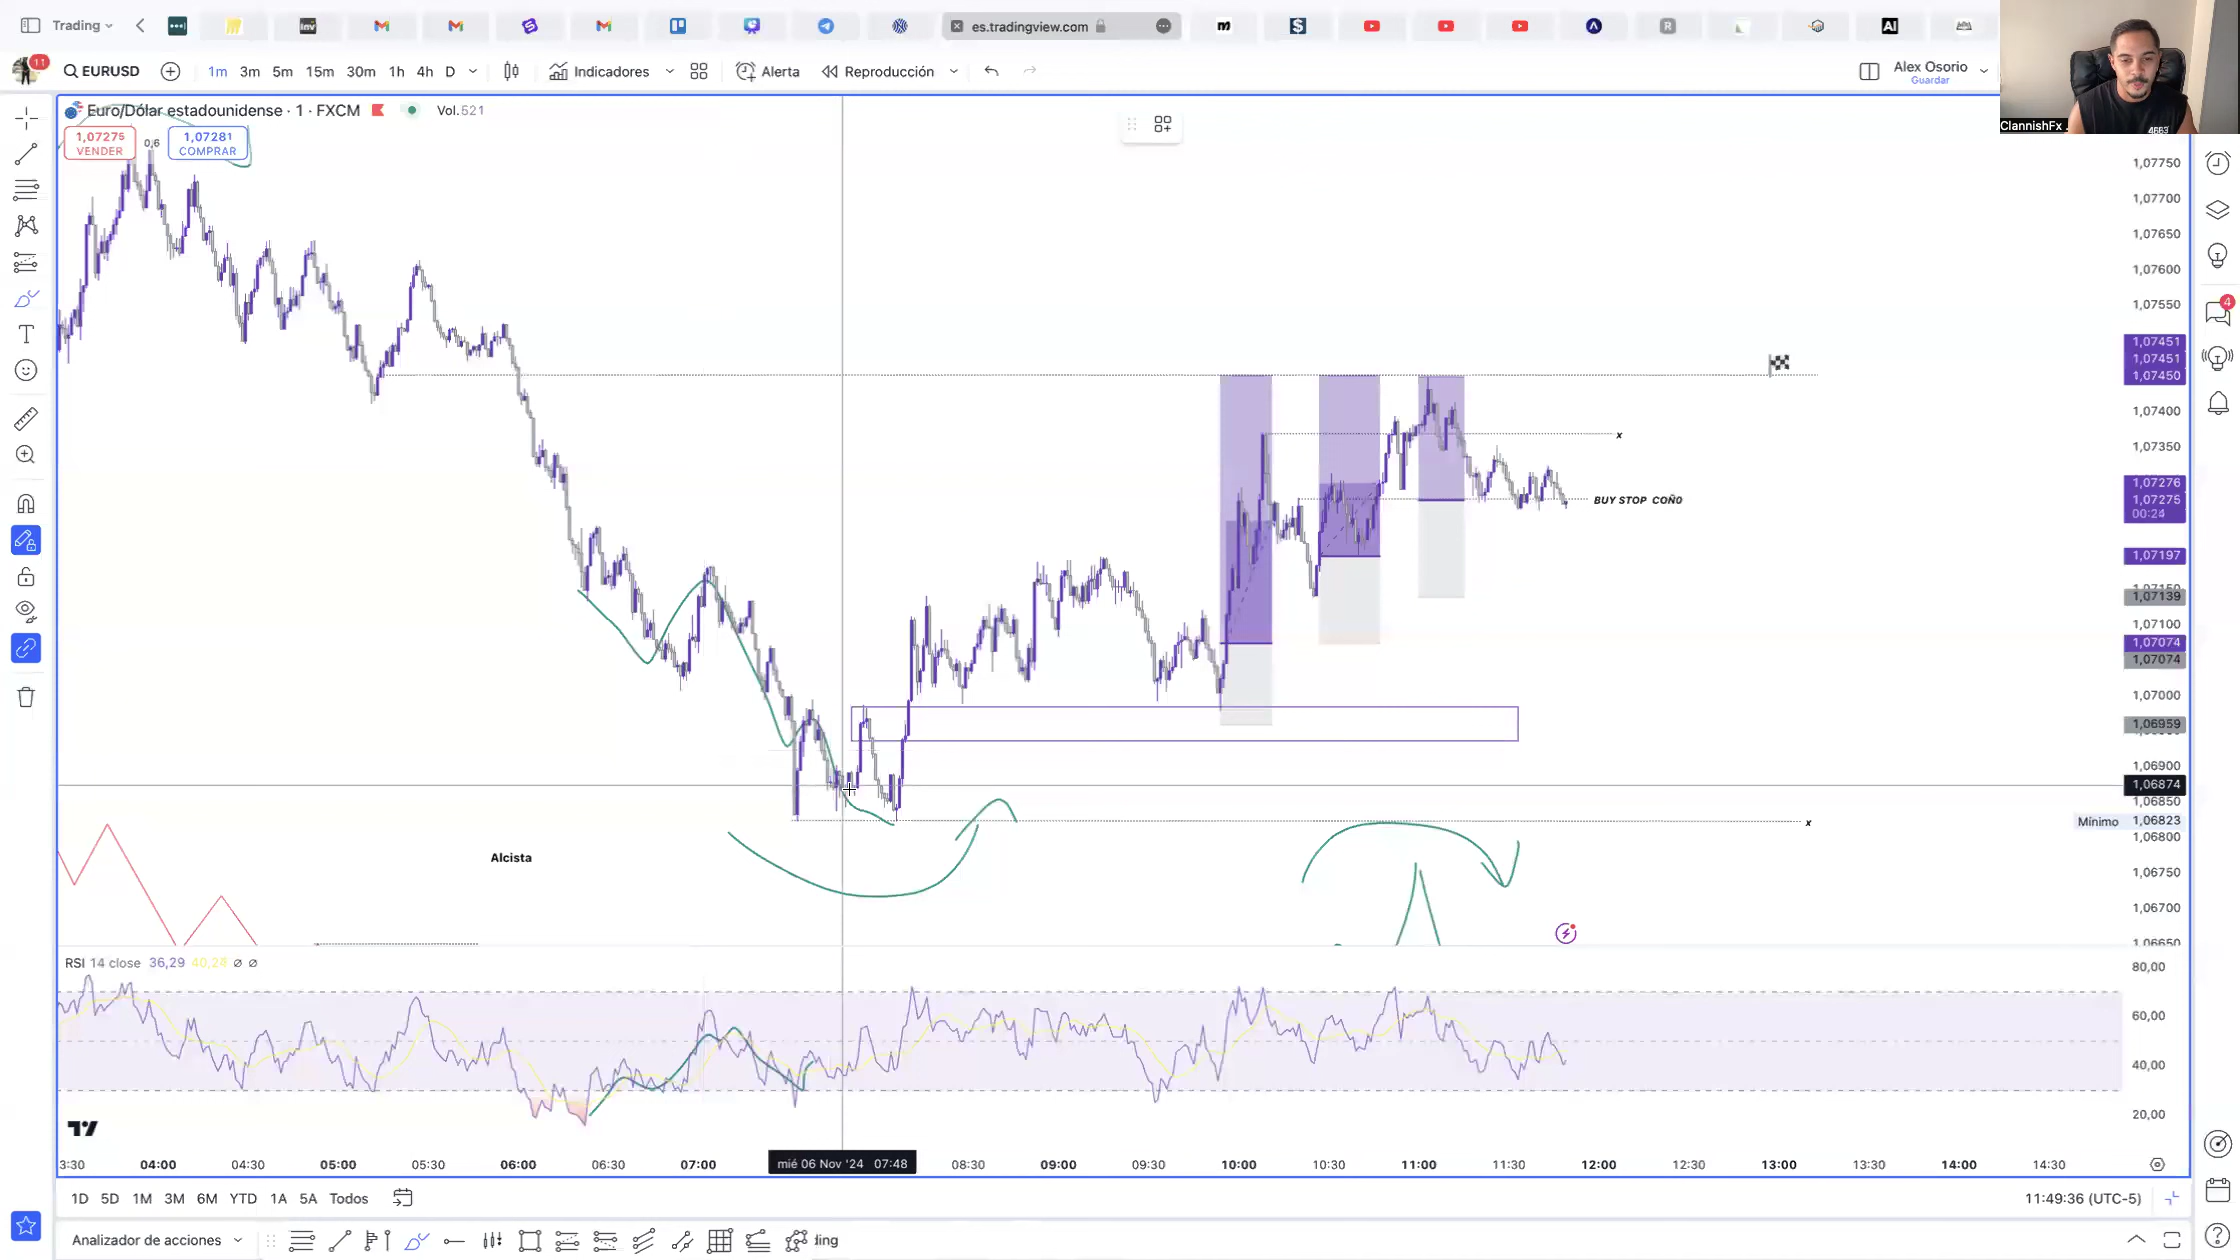 Trading
es.tradingview.com
11
EURUSD
1m 3m 5m 15m 30m 1h 4h D
Indicadores
Alerta
Reproducción
Alex Osorio
Guardar
ClannishFx
4663
Euro/Dólar estadounidense · 1 · FXCM
Vol.521
1,07275
VENDER
0,6
1,07281
COMPRAR
1,07750
1,07700
1,07650
1,07600
1,07550
1,07451
1,07451
1,07450
1,07400
1,07350
x
1,07276
BUY STOP COÑO
1,07275
00:24
1,07197
1,07139
1,07100
1,07074
1,07074
1,07000
1,06959
1,06900
1,06874
1,06850
x
Mínimo 1,06823
1,06800
Alcista
1,06750
1,06700
1,06650
4
RSI 14 close 36,29 40,24 ∅ ∅
80,00
60,00
40,00
20,00
3:30 04:00 04:30 05:00 05:30 06:00 06:30 07:00 mié 06 Nov '24 07:48 08:30 09:00 09:30 10:00 10:30 11:00 11:30 12:00 12:30 13:00 13:30 14:00 14:30
1D 5D 1M 3M 6M YTD 1A 5A Todos
11:49:36 (UTC-5)
Analizador de acciones
ding